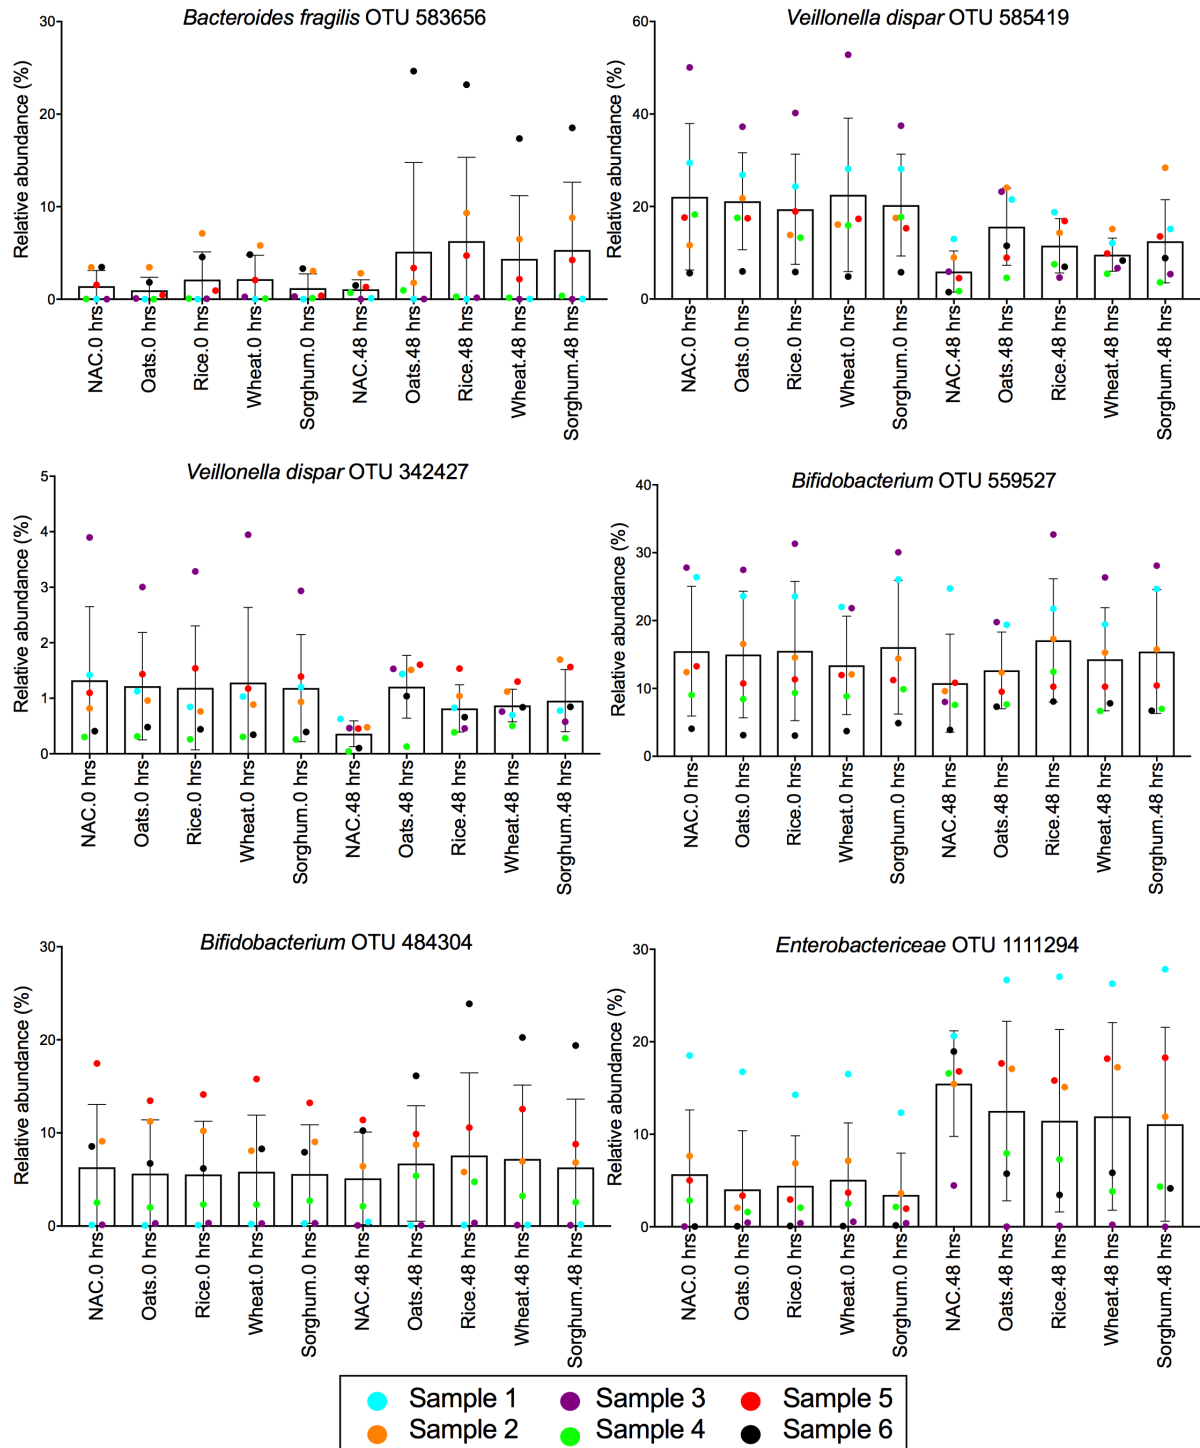 Bacteroides fragilis OTU 583656
Relative abundance (%)
30
20
10
0
NAC.0 hrs
Oats.0 hrs
Rice.0 hrs
Wheat.0 hrs
Sorghum.0 hrs
NAC.48 hrs
Oats.48 hrs
Rice.48 hrs
Wheat.48 hrs
Sorghum.48 hrs
Veillonella dispar OTU 585419
Relative abundance (%)
60
40
20
0
NAC.0 hrs
Oats.0 hrs
Rice.0 hrs
Wheat.0 hrs
Sorghum.0 hrs
NAC.48 hrs
Oats.48 hrs
Rice.48 hrs
Wheat.48 hrs
Sorghum.48 hrs
Veillonella dispar OTU 342427
Relative abundance (%)
5
4
3
2
1
0
NAC.0 hrs
Oats.0 hrs
Rice.0 hrs
Wheat.0 hrs
Sorghum.0 hrs
NAC.48 hrs
Oats.48 hrs
Rice.48 hrs
Wheat.48 hrs
Sorghum.48 hrs
Bifidobacterium OTU 559527
Relative abundance (%)
40
30
20
10
0
NAC.0 hrs
Oats.0 hrs
Rice.0 hrs
Wheat.0 hrs
Sorghum.0 hrs
NAC.48 hrs
Oats.48 hrs
Rice.48 hrs
Wheat.48 hrs
Sorghum.48 hrs
Bifidobacterium OTU 484304
Relative abundance (%)
30
20
10
0
NAC.0 hrs
Oats.0 hrs
Rice.0 hrs
Wheat.0 hrs
Sorghum.0 hrs
NAC.48 hrs
Oats.48 hrs
Rice.48 hrs
Wheat.48 hrs
Sorghum.48 hrs
Enterobactericeae OTU 1111294
Relative abundance (%)
30
20
10
0
NAC.0 hrs
Oats.0 hrs
Rice.0 hrs
Wheat.0 hrs
Sorghum.0 hrs
NAC.48 hrs
Oats.48 hrs
Rice.48 hrs
Wheat.48 hrs
Sorghum.48 hrs
Sample 1 Sample 3 Sample 5
Sample 2 Sample 4 Sample 6